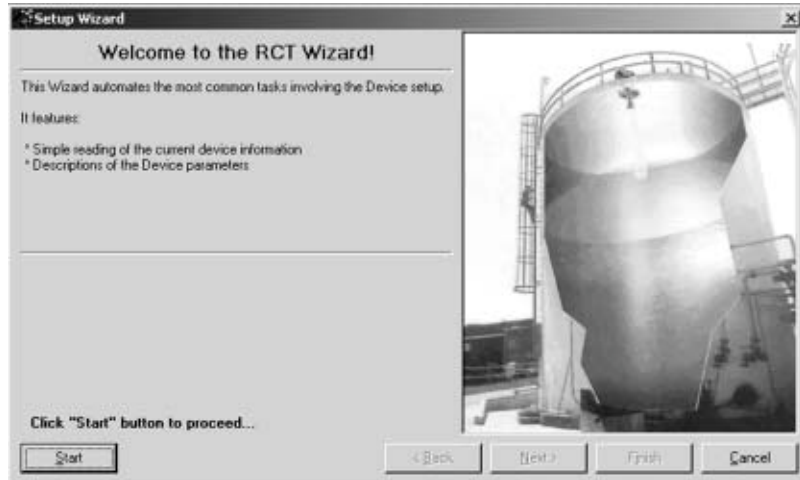 Setup Wizard
Welcome to the RCT Wizard!
This Wizard automates the most common tasks involving the Device setup.
It features:
* Simple reading of the current device information
* Descriptions of the Device parameters
Click "Start" button to proceed...
Start
< Back
Next >
Finish
Cancel